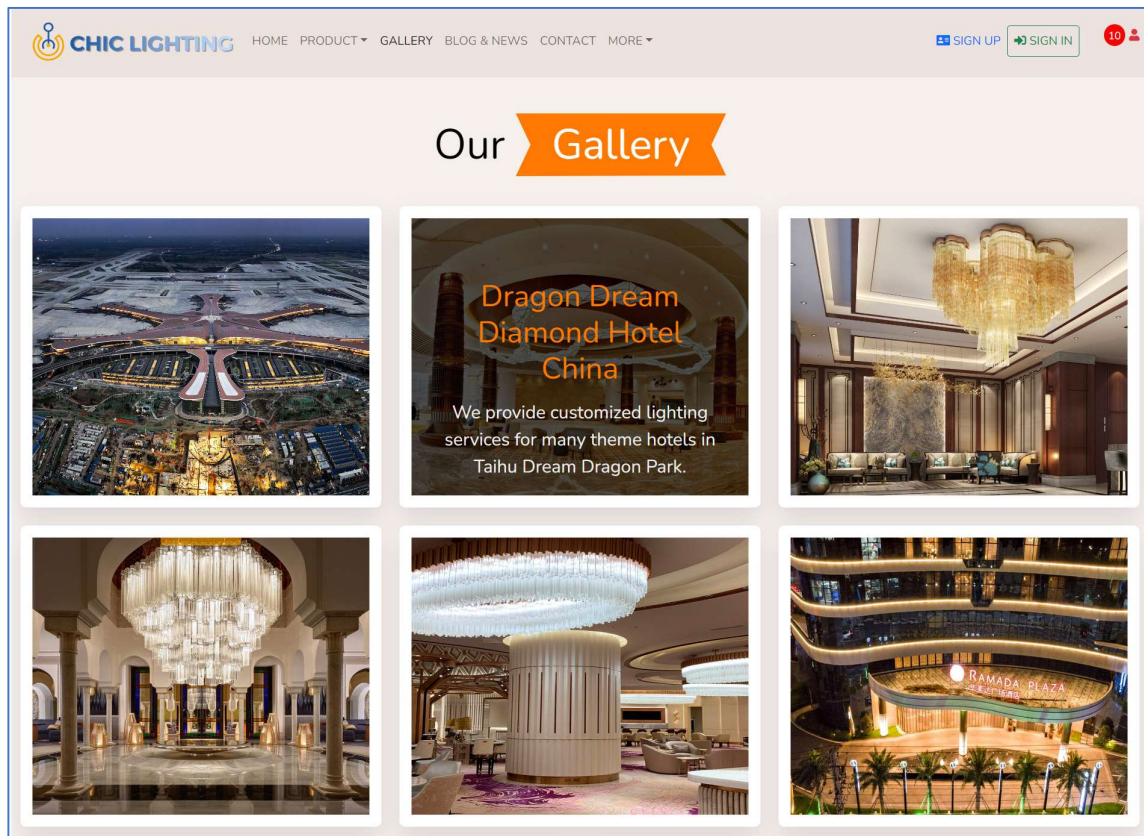 CHIC LIGHTING HOME PRODUCT GALLERY BLOG & NEWS CONTACT MORE SIGN UP SIGN IN 10
Our Gallery
Dragon Dream
Diamond Hotel
China
We provide customized lighting
services for many theme hotels in
Taihu Dream Dragon Park.
RAMADA PLAZA